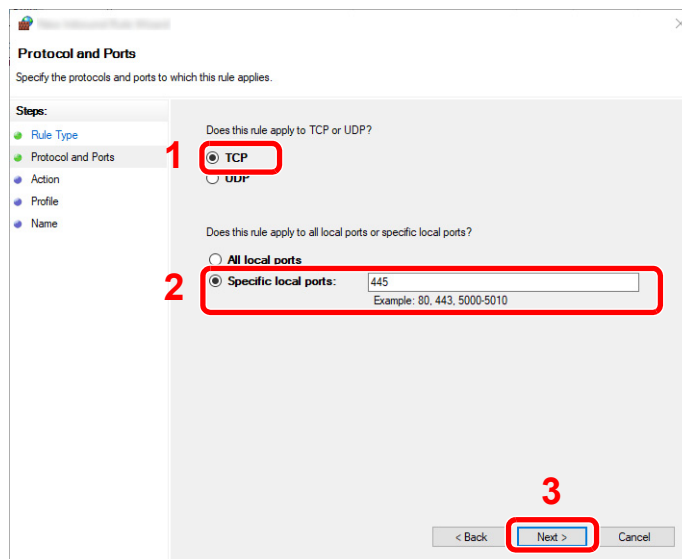 Protocol and Ports
Specify the protocols and ports to which this rule applies.
Steps:
Rule Type
Protocol and Ports
Action
Profile
Name
Does this rule apply to TCP or UDP?
1
TCP
UDP
Does this rule apply to all local ports or specific local ports?
All local ports
2
Specific local ports: 445
Example: 80, 443, 5000-5010
3
< Back Next > Cancel